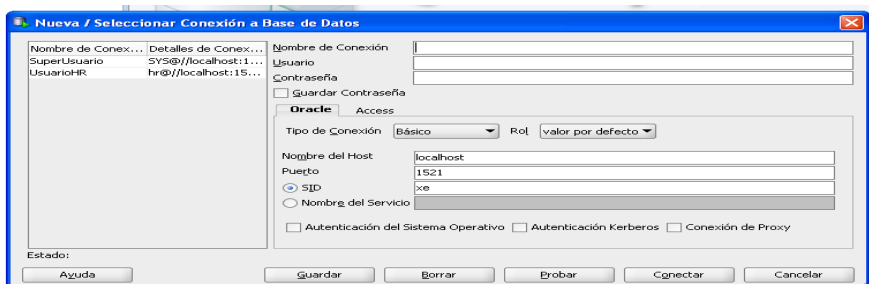 Nueva / Seleccionar Conexión a Base de Datos
Nombre de Conex... Detalles de Conex...
SuperUsuario SYS@//localhost:1...
UsuarioHR hr@//localhost:15...
Nombre de Conexión
Usuario
Contraseña
Guardar Contraseña
Oracle Access
Tipo de Conexión Básico Rol valor por defecto
Nombre del Host localhost
Puerto 1521
SID xe
Nombre del Servicio
Autenticación del Sistema Operativo Autenticación Kerberos Conexión de Proxy
Estado:
Ayuda Guardar Borrar Probar Conectar Cancelar